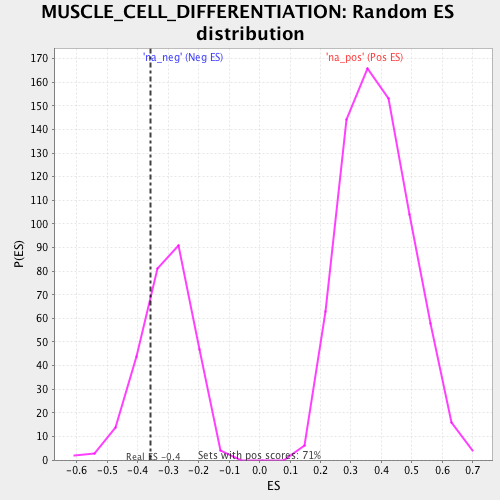 MUSCLE_CELL_DIFFERENTIATION: Random ES
distribution
'na_neg' (Neg ES)
'na_pos' (Pos ES)
170
160
150
140
130
120
110
100
90
80
70
60
50
40
30
20
10
0
P(ES)
Real ES -0.4
Sets with pos scores: 71%
-0.6 -0.5 -0.4 -0.3 -0.2 -0.1 0.0 0.1 0.2 0.3 0.4 0.5 0.6 0.7
ES